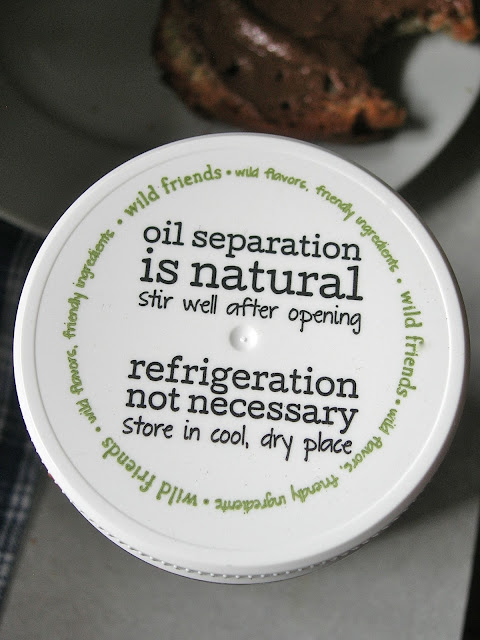 oil separation
is natural
stir well after opening
refrigeration
not necessary
store in cool, dry place
wild friends • wild flavors, friendly ingredients • wild friends • wild flavors, friendly ingredients • wild friends • wild flavors, friendly ingredients •